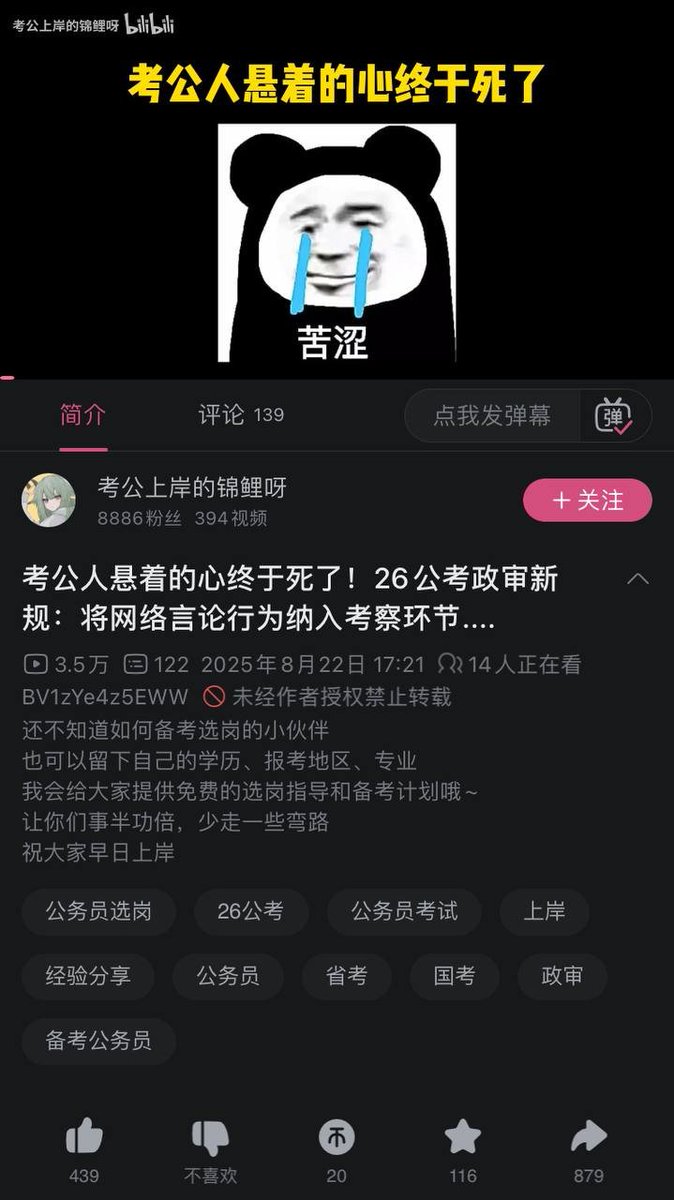 考公上岸的锦鲤呀 bilibili
考公人悬着的心终于死了
苦涩
简介
评论 139
点我发弹幕
弹
考公上岸的锦鲤呀
8886粉丝 394视频
+ 关注
考公人悬着的心终于死了！26公考政审新
规：将网络言论行为纳入考察环节....
3.5万 122 2025年8月22日 17:21 14人正在看
BV1zYe4z5EWW 未经作者授权禁止转载
还不知道如何备考选岗的小伙伴
也可以留下自己的学历、报考地区、专业
我会给大家提供免费的选岗指导和备考计划哦~
让你们事半功倍，少走一些弯路
祝大家早日上岸
公务员选岗 26公考 公务员考试 上岸
经验分享 公务员 省考 国考 政审
备考公务员
439 不喜欢 20 116 879